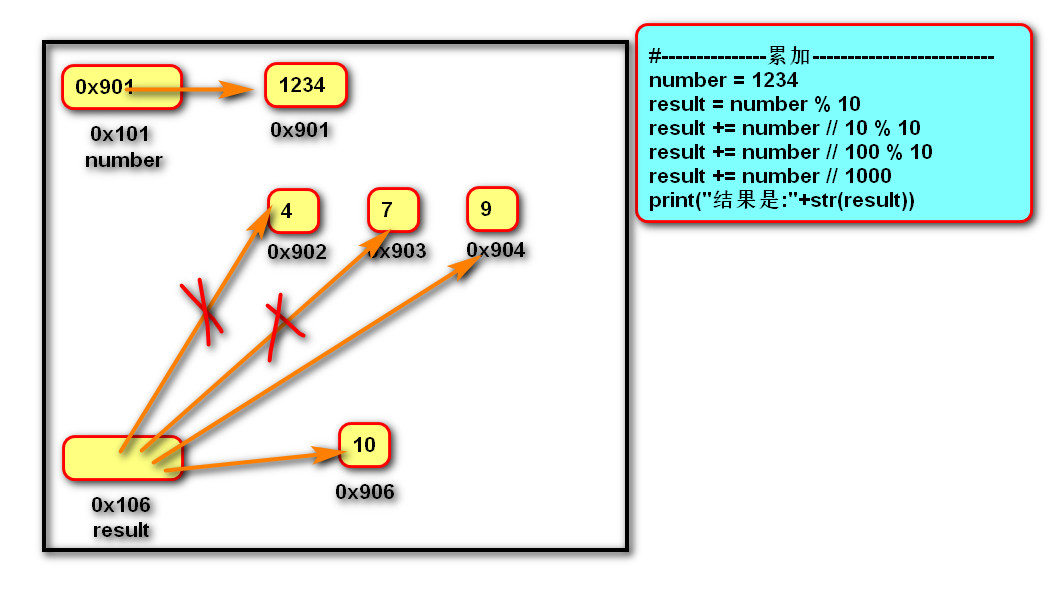 0x901
1234
0x101
number
0x901
4
7
9
0x902
0x903
0x904
10
0x106
result
0x906
#---------------累加--------------------------
number = 1234
result = number % 10
result += number // 10 % 10
result += number // 100 % 10
result += number // 1000
print("结果是:"+str(result))